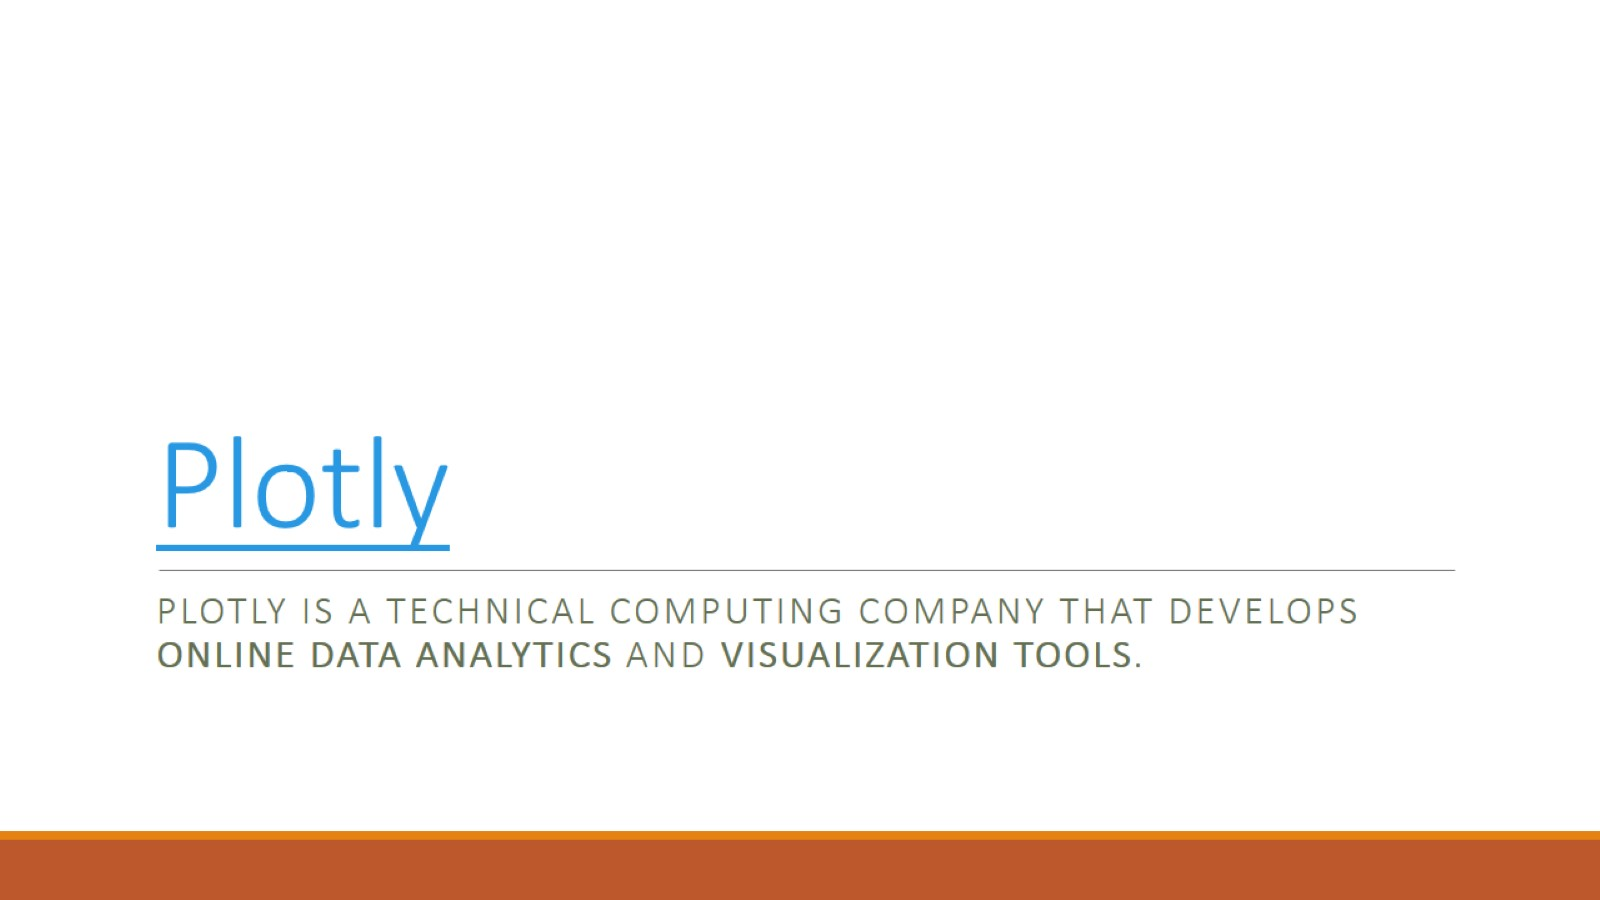 Plotly
PLOTLY IS A TECHNICAL COMPUTING COMPANY THAT DEVELOPS
ONLINE DATA ANALYTICS AND VISUALIZATION TOOLS.